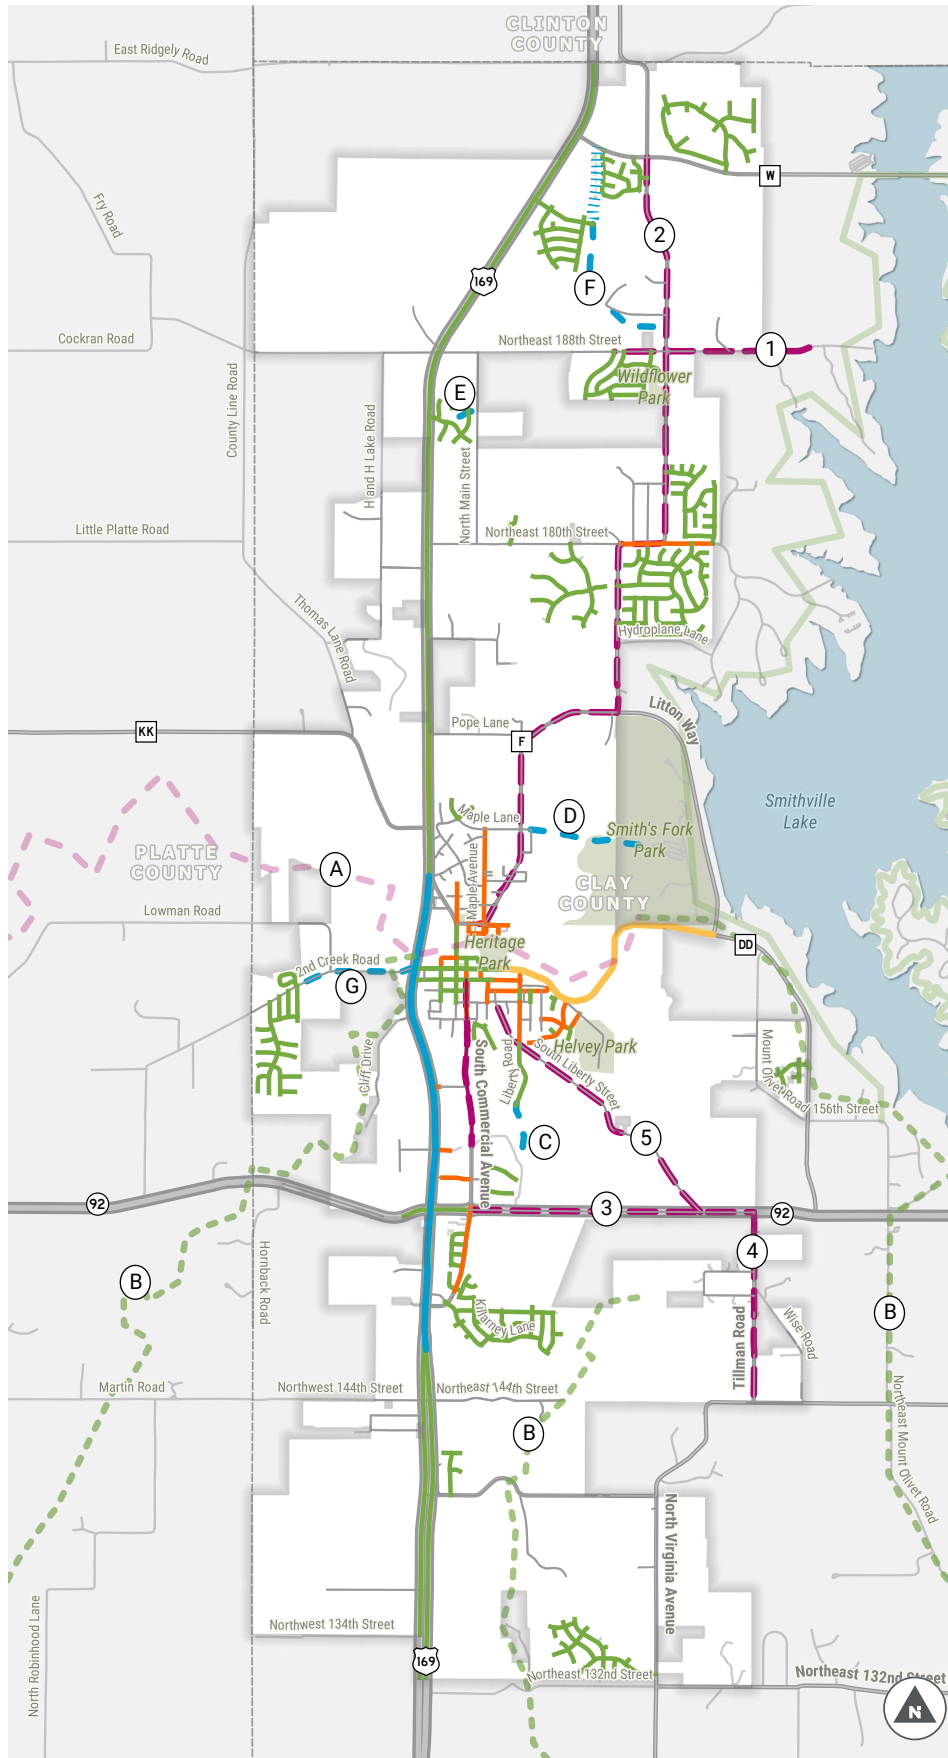 CLINTON
COUNTY
East Ridgely Road
W
Fry Road
2
169
F
Cockran Road
Northeast 188th Street
1
Wildflower
Park
E
County Line Road
H and H Lake Road
North Main Street
Little Platte Road
Northeast 180th Street
Thomas Lane Road
Hydroplane Lane
Litton Way
Pope Lane
KK
F
Maple Lane
D
Smithville
Lake
Smith's Fork
Park
PLATTE
COUNTY
A
Maple Avenue
CLAY
COUNTY
Lowman Road
Heritage
Park
DD
2nd Creek Road
G
Cliff Drive
South Commercial Avenue
Liberty Road
South Liberty Street
Helvey Park
Mount Olivet Road
156th Street
C
5
92
3
92
4
B
Hornback Road
B
Killarney Lane
Tillman Road
Wise Road
Martin Road
Northwest 144th Street
Northeast 144th Street
B
Northeast Mount Olivet Road
North Virginia Avenue
North Robinhood Lane
Northwest 134th Street
169
Northeast 132nd Street
Northeast 132nd Street
N